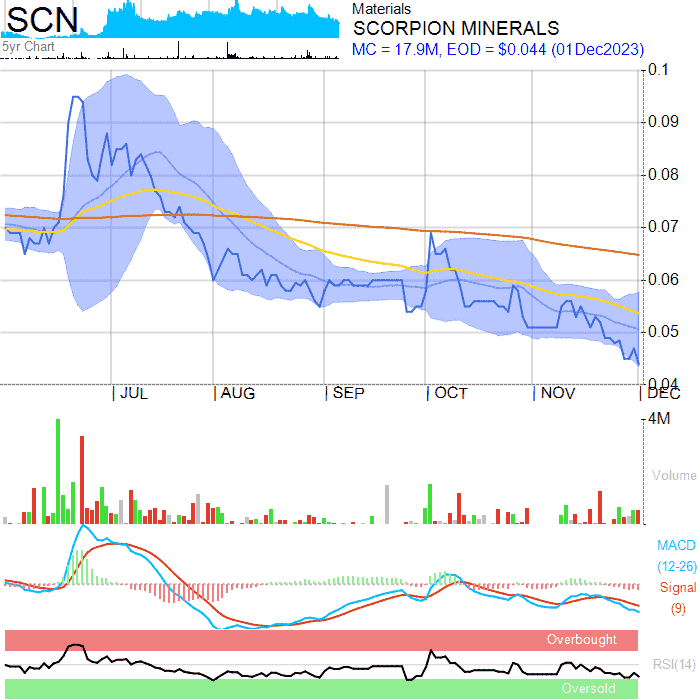 SCN
5yr Chart
Materials
SCORPION MINERALS
MC = 17.9M, EOD = $0.044 (01Dec2023)
0.1
0.09
0.08
0.07
0.06
0.05
0.04
JUL AUG SEP OCT NOV DEC
4M
Volume
MACD
(12-26)
Signal
(9)
Overbought
RSI(14)
Oversold